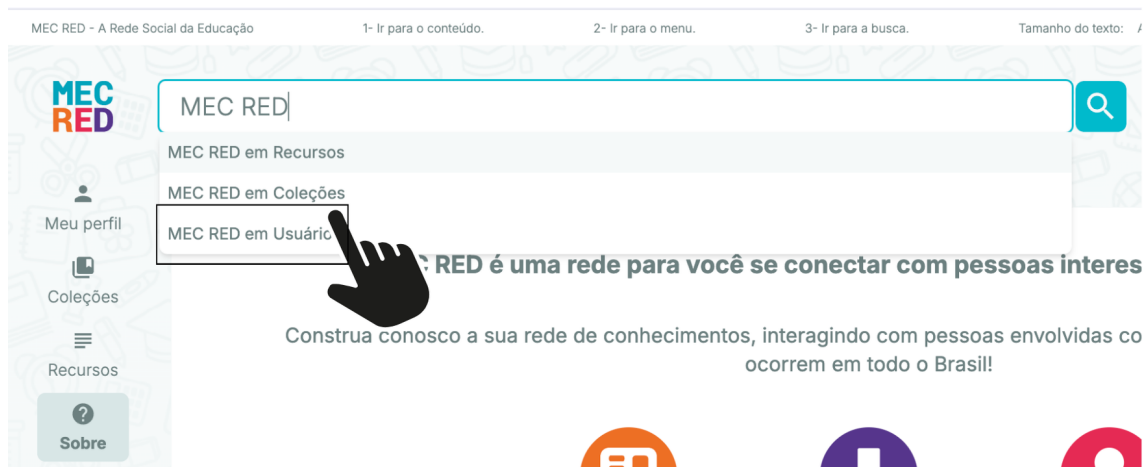 MEC RED - A Rede Social da Educação 1- Ir para o conteúdo. 2- Ir para o menu. 3- Ir para a busca. Tamanho do texto:
MEC
RED
MEC RED
MEC RED em Recursos
MEC RED em Coleções
MEC RED em
Meu perfil
RED é uma rede para você se conectar com pessoas
Coleções
Construa conosco a sua rede de conhecimentos, interagindo com pessoas envolvidas
ocorrem em todo o Brasil!
Recursos
Sobre